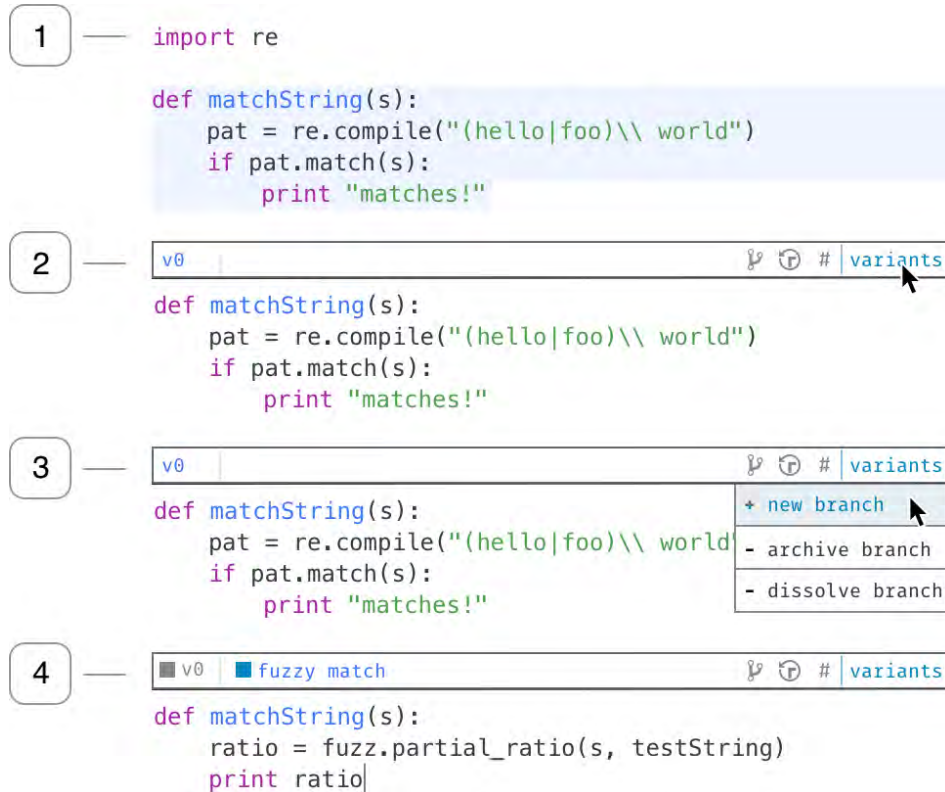 1
import re
def matchString(s):
pat = re.compile("(hello|foo)\\ world")
if pat.match(s):
print "matches!"
2
v0 # variants
def matchString(s):
pat = re.compile("(hello|foo)\\ world")
if pat.match(s):
print "matches!"
3
v0 # variants
+ new branch
- archive branch
- dissolve branch
def matchString(s):
pat = re.compile("(hello|foo)\\ world"
if pat.match(s):
print "matches!"
4
v0 fuzzy match # variants
def matchString(s):
ratio = fuzz.partial_ratio(s, testString)
print ratio